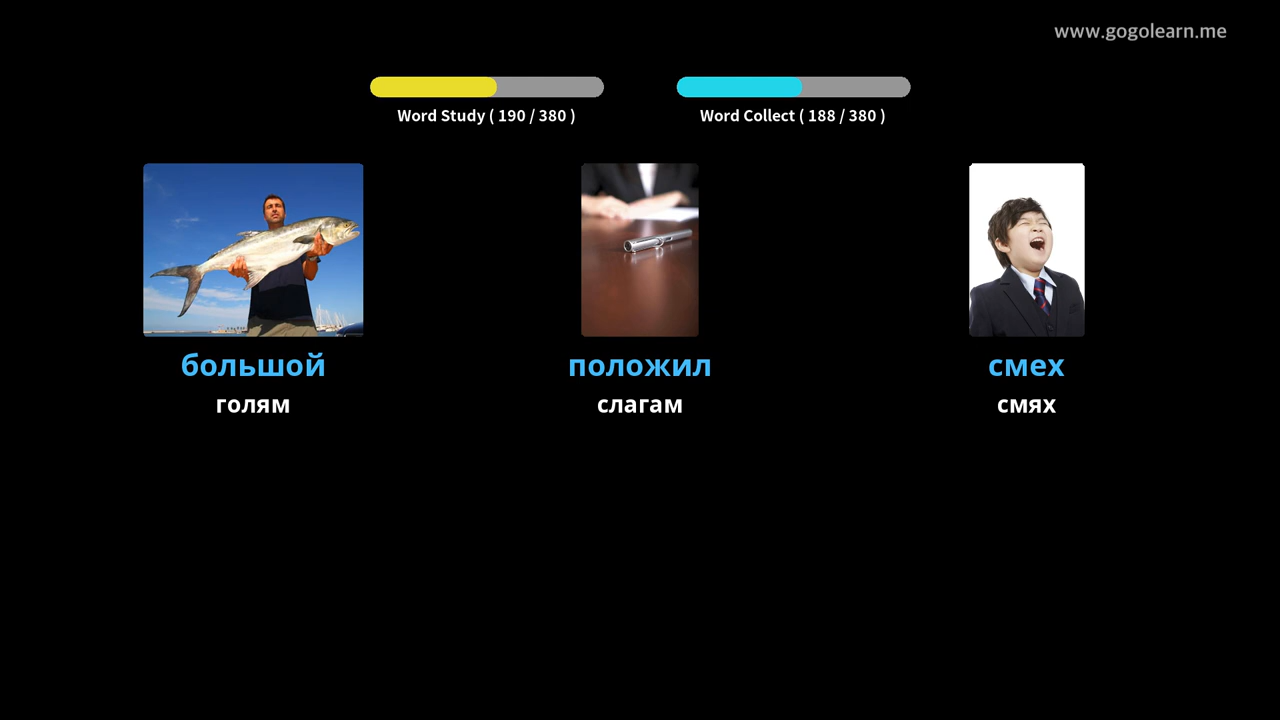 www.gogolearn.me
Word Study ( 190 / 380 )
Word Collect ( 188 / 380 )
большой
голям
положил
слагам
смех
смях